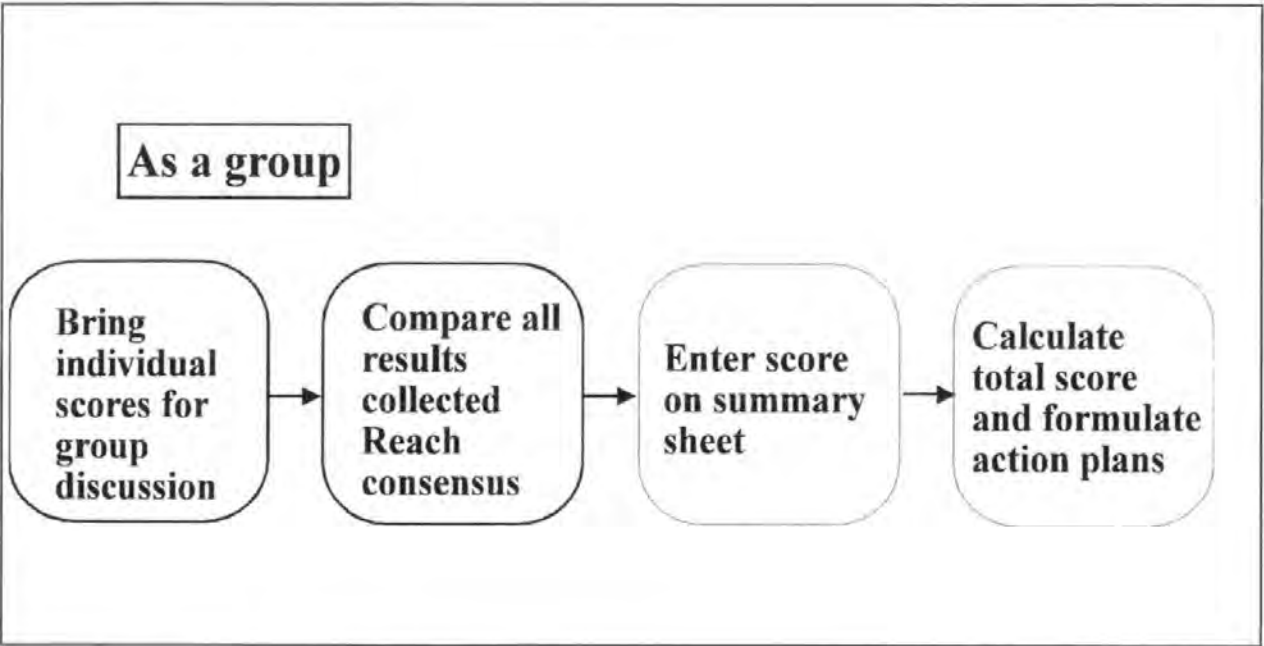 As a group
Bring
individual
scores for
group
discussion
Compare all
results
collected
Reach
consensus
Enter score
on summary
sheet
Calculate
total score
and formulate
action plans